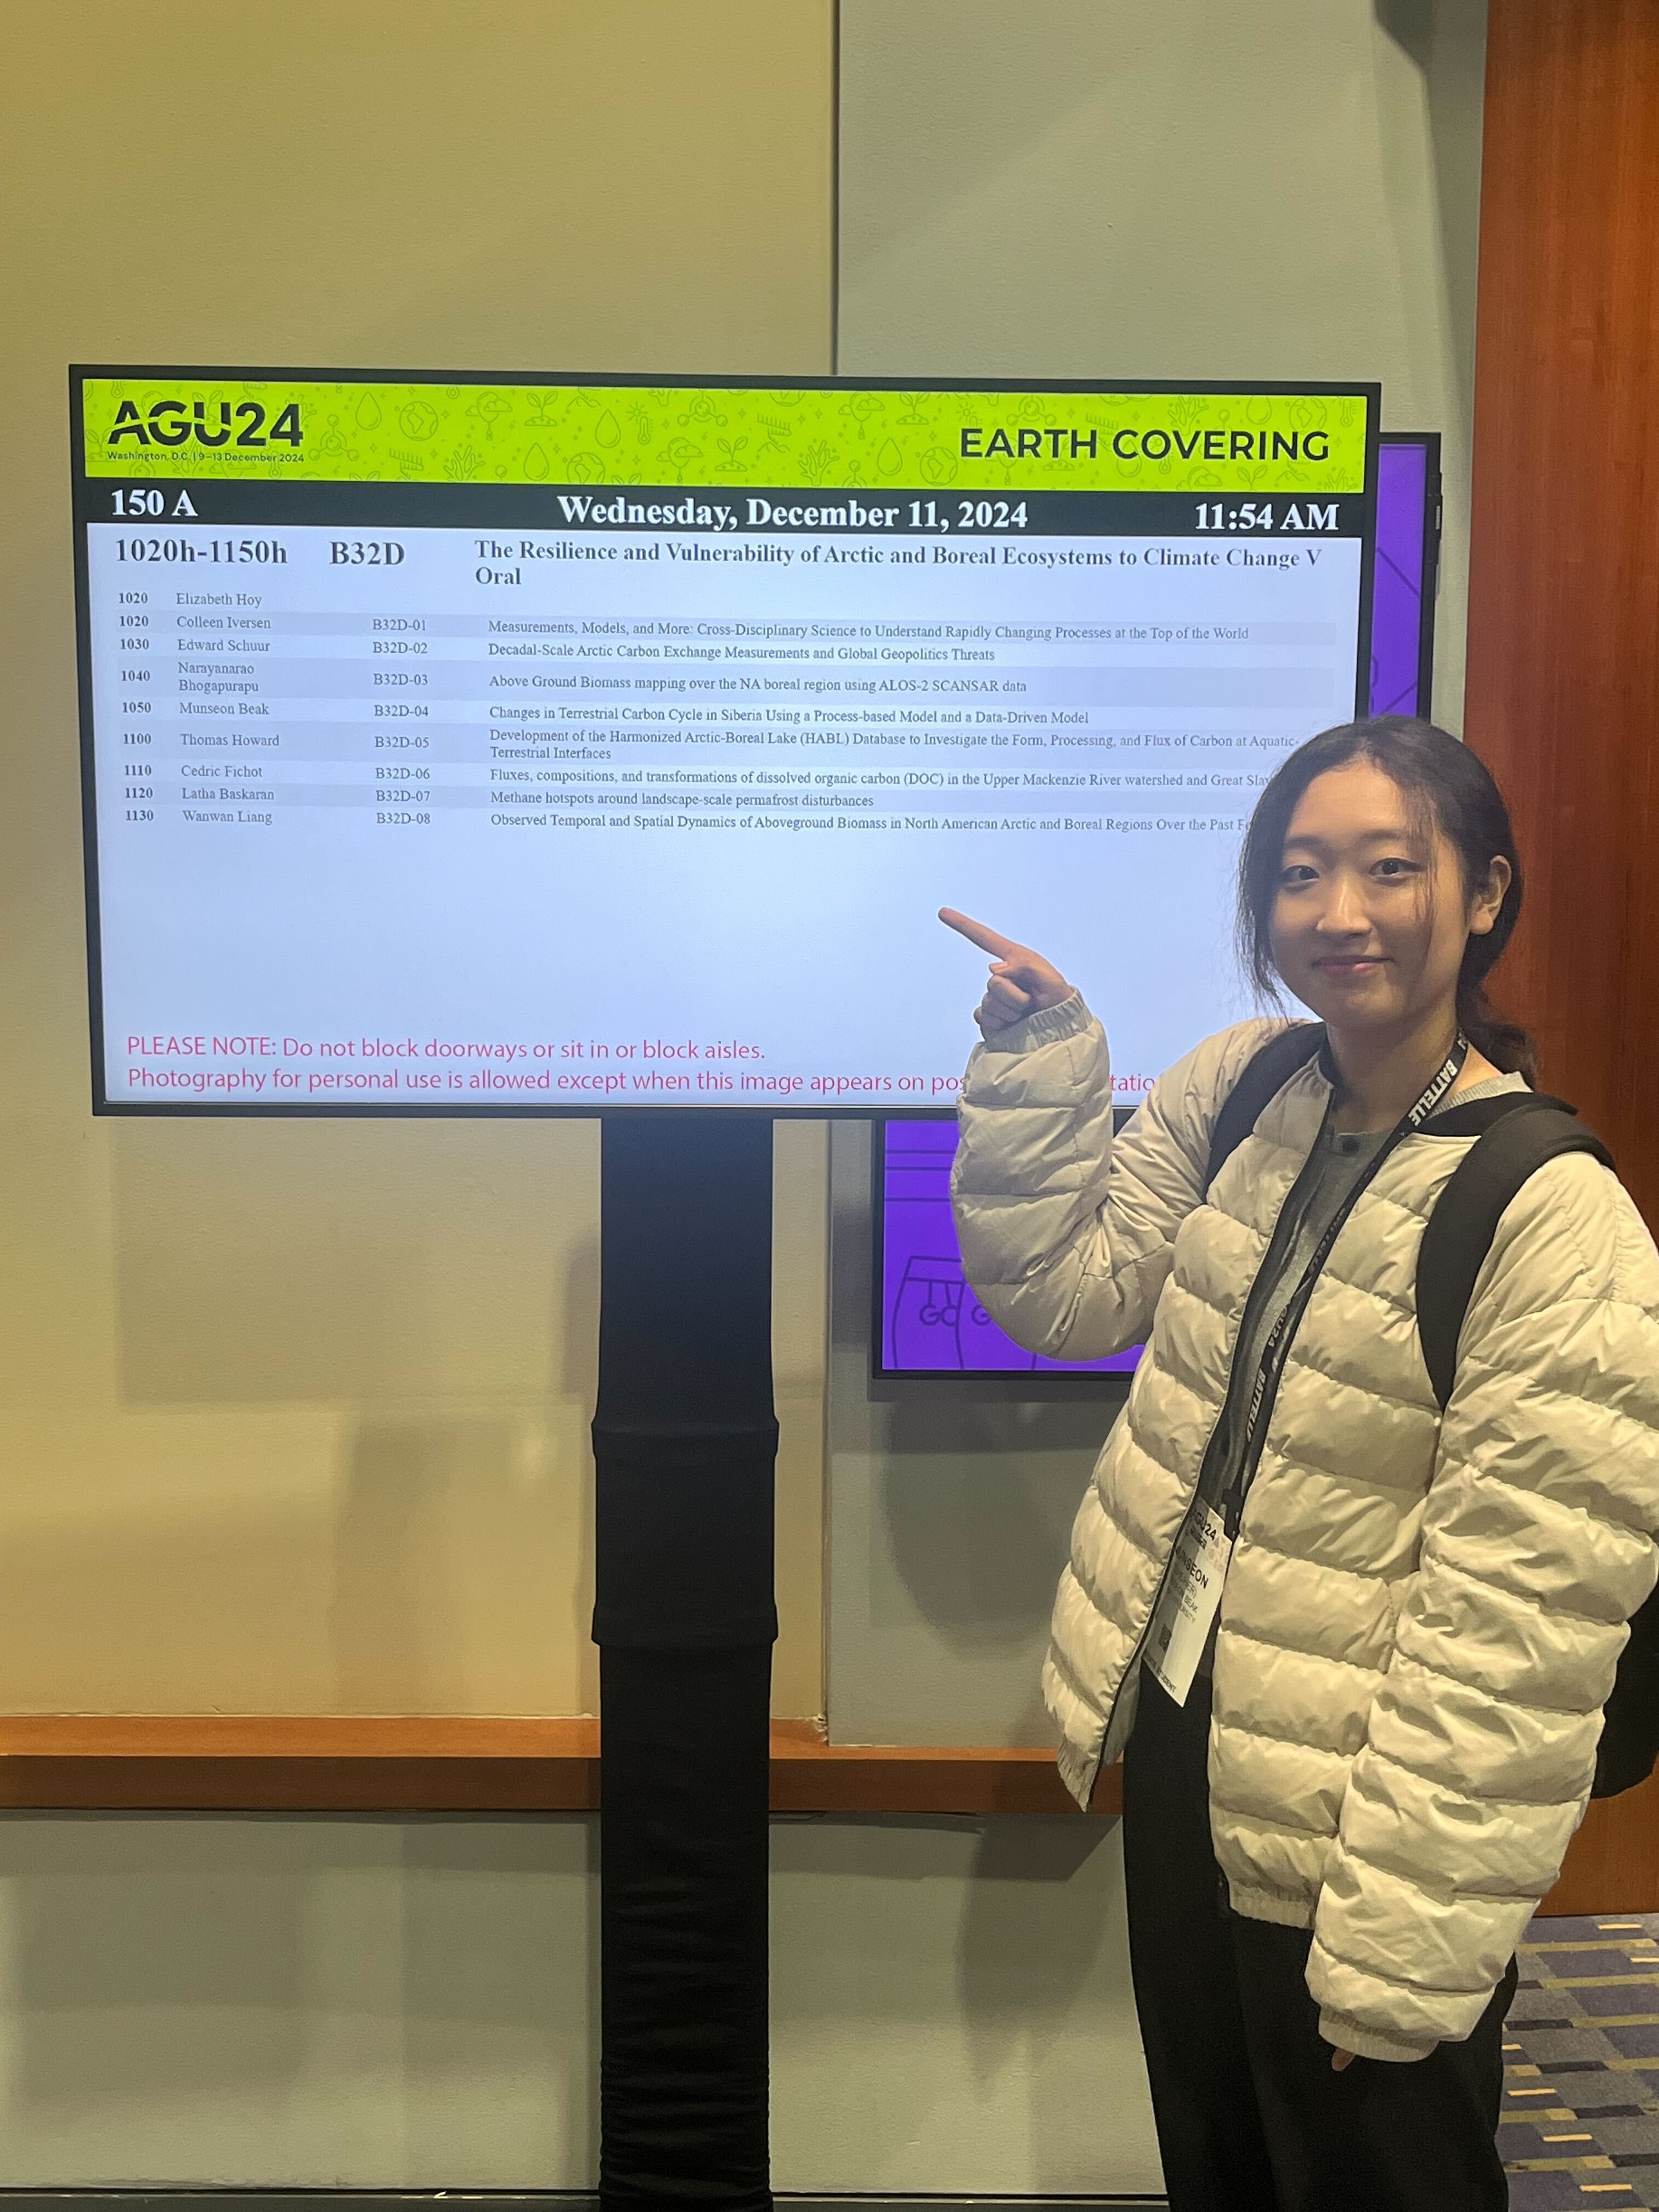 AGU24
Washington, D.C. | 9–13 December 2024
EARTH COVERING
150 A Wednesday, December 11, 2024 11:54 AM
1020h-1150h B32D The Resilience and Vulnerability of Arctic and Boreal Ecosystems to Climate Change V
Oral
1020 Elizabeth Hoy
1020 Colleen Iversen B32D-01 Measurements, Models, and More: Cross-Disciplinary Science to Understand Rapidly Changing Processes at the Top of the World
1030 Edward Schuur B32D-02 Decadal-Scale Arctic Carbon Exchange Measurements and Global Geopolitics Threats
1040 Narayanarao
Bhogapurapu B32D-03 Above Ground Biomass mapping over the NA boreal region using ALOS-2 SCANSAR data
1050 Munseon Beak B32D-04 Changes in Terrestrial Carbon Cycle in Siberia Using a Process-based Model and a Data-Driven Model
1100 Thomas Howard B32D-05 Development of the Harmonized Arctic-Boreal Lake (HABL) Database to Investigate the Form, Processing, and Flux of Carbon at Aquatic-
Terrestrial Interfaces
1110 Cedric Fichot B32D-06 Fluxes, compositions, and transformations of dissolved organic carbon (DOC) in the Upper Mackenzie River watershed and Great
1120 Latha Baskaran B32D-07 Methane hotspots around landscape-scale permafrost disturbances
1130 Wanwan Liang B32D-08 Observed Temporal and Spatial Dynamics of Aboveground Biomass in North American Arctic and Boreal Regions Over the Past
PLEASE NOTE: Do not block doorways or sit in or block aisles.
Photography for personal use is allowed except when this image appears on
BATTELLE
AGU24
BEAK